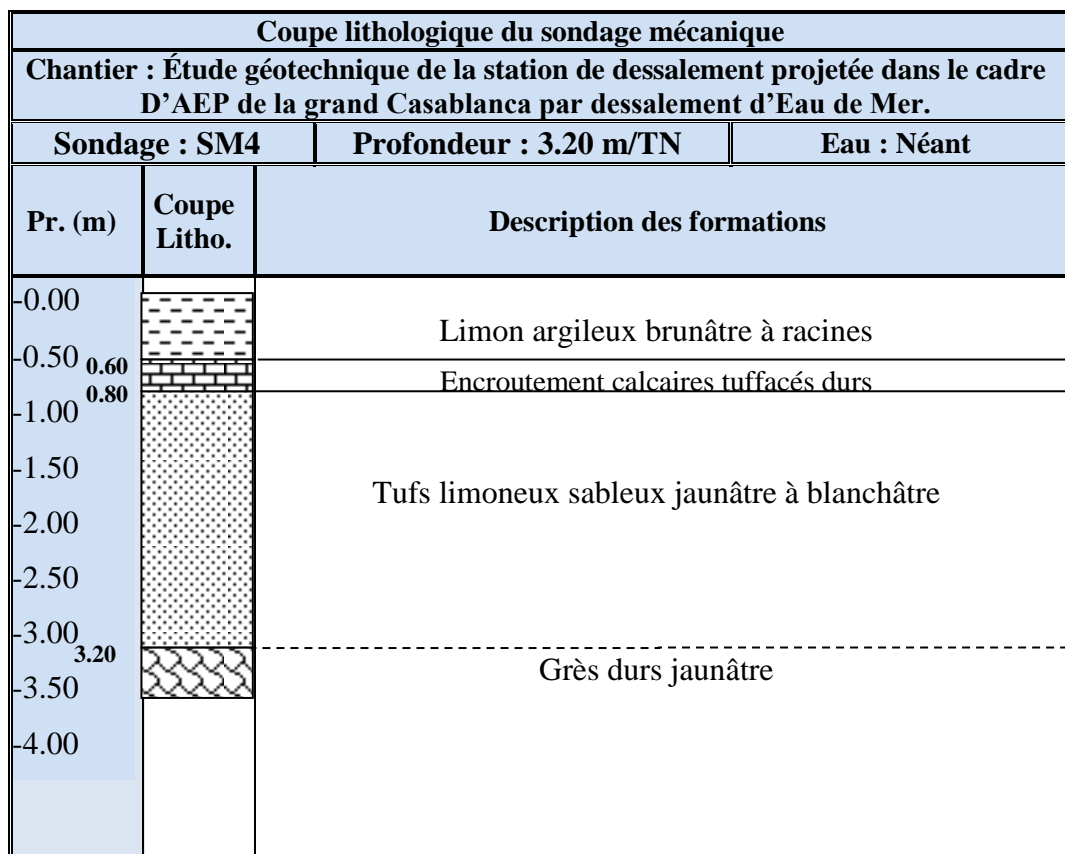 Coupe lithologique du sondage mécanique
Chantier : Étude géotechnique de la station de dessalement projetée dans le cadre
D’AEP de la grand Casablanca par dessalement d’Eau de Mer.
Sondage : SM4 Profondeur : 3.20 m/TN Eau : Néant
Pr. (m) Coupe Litho. Description des formations
-0.00
Limon argileux brunâtre à racines
-0.50 0.60
Encroutement calcaires tuffacés durs
0.80
-1.00
-1.50
Tufs limoneux sableux jaunâtre à blanchâtre
-2.00
-2.50
-3.00
3.20
Grès durs jaunâtre
-3.50
-4.00